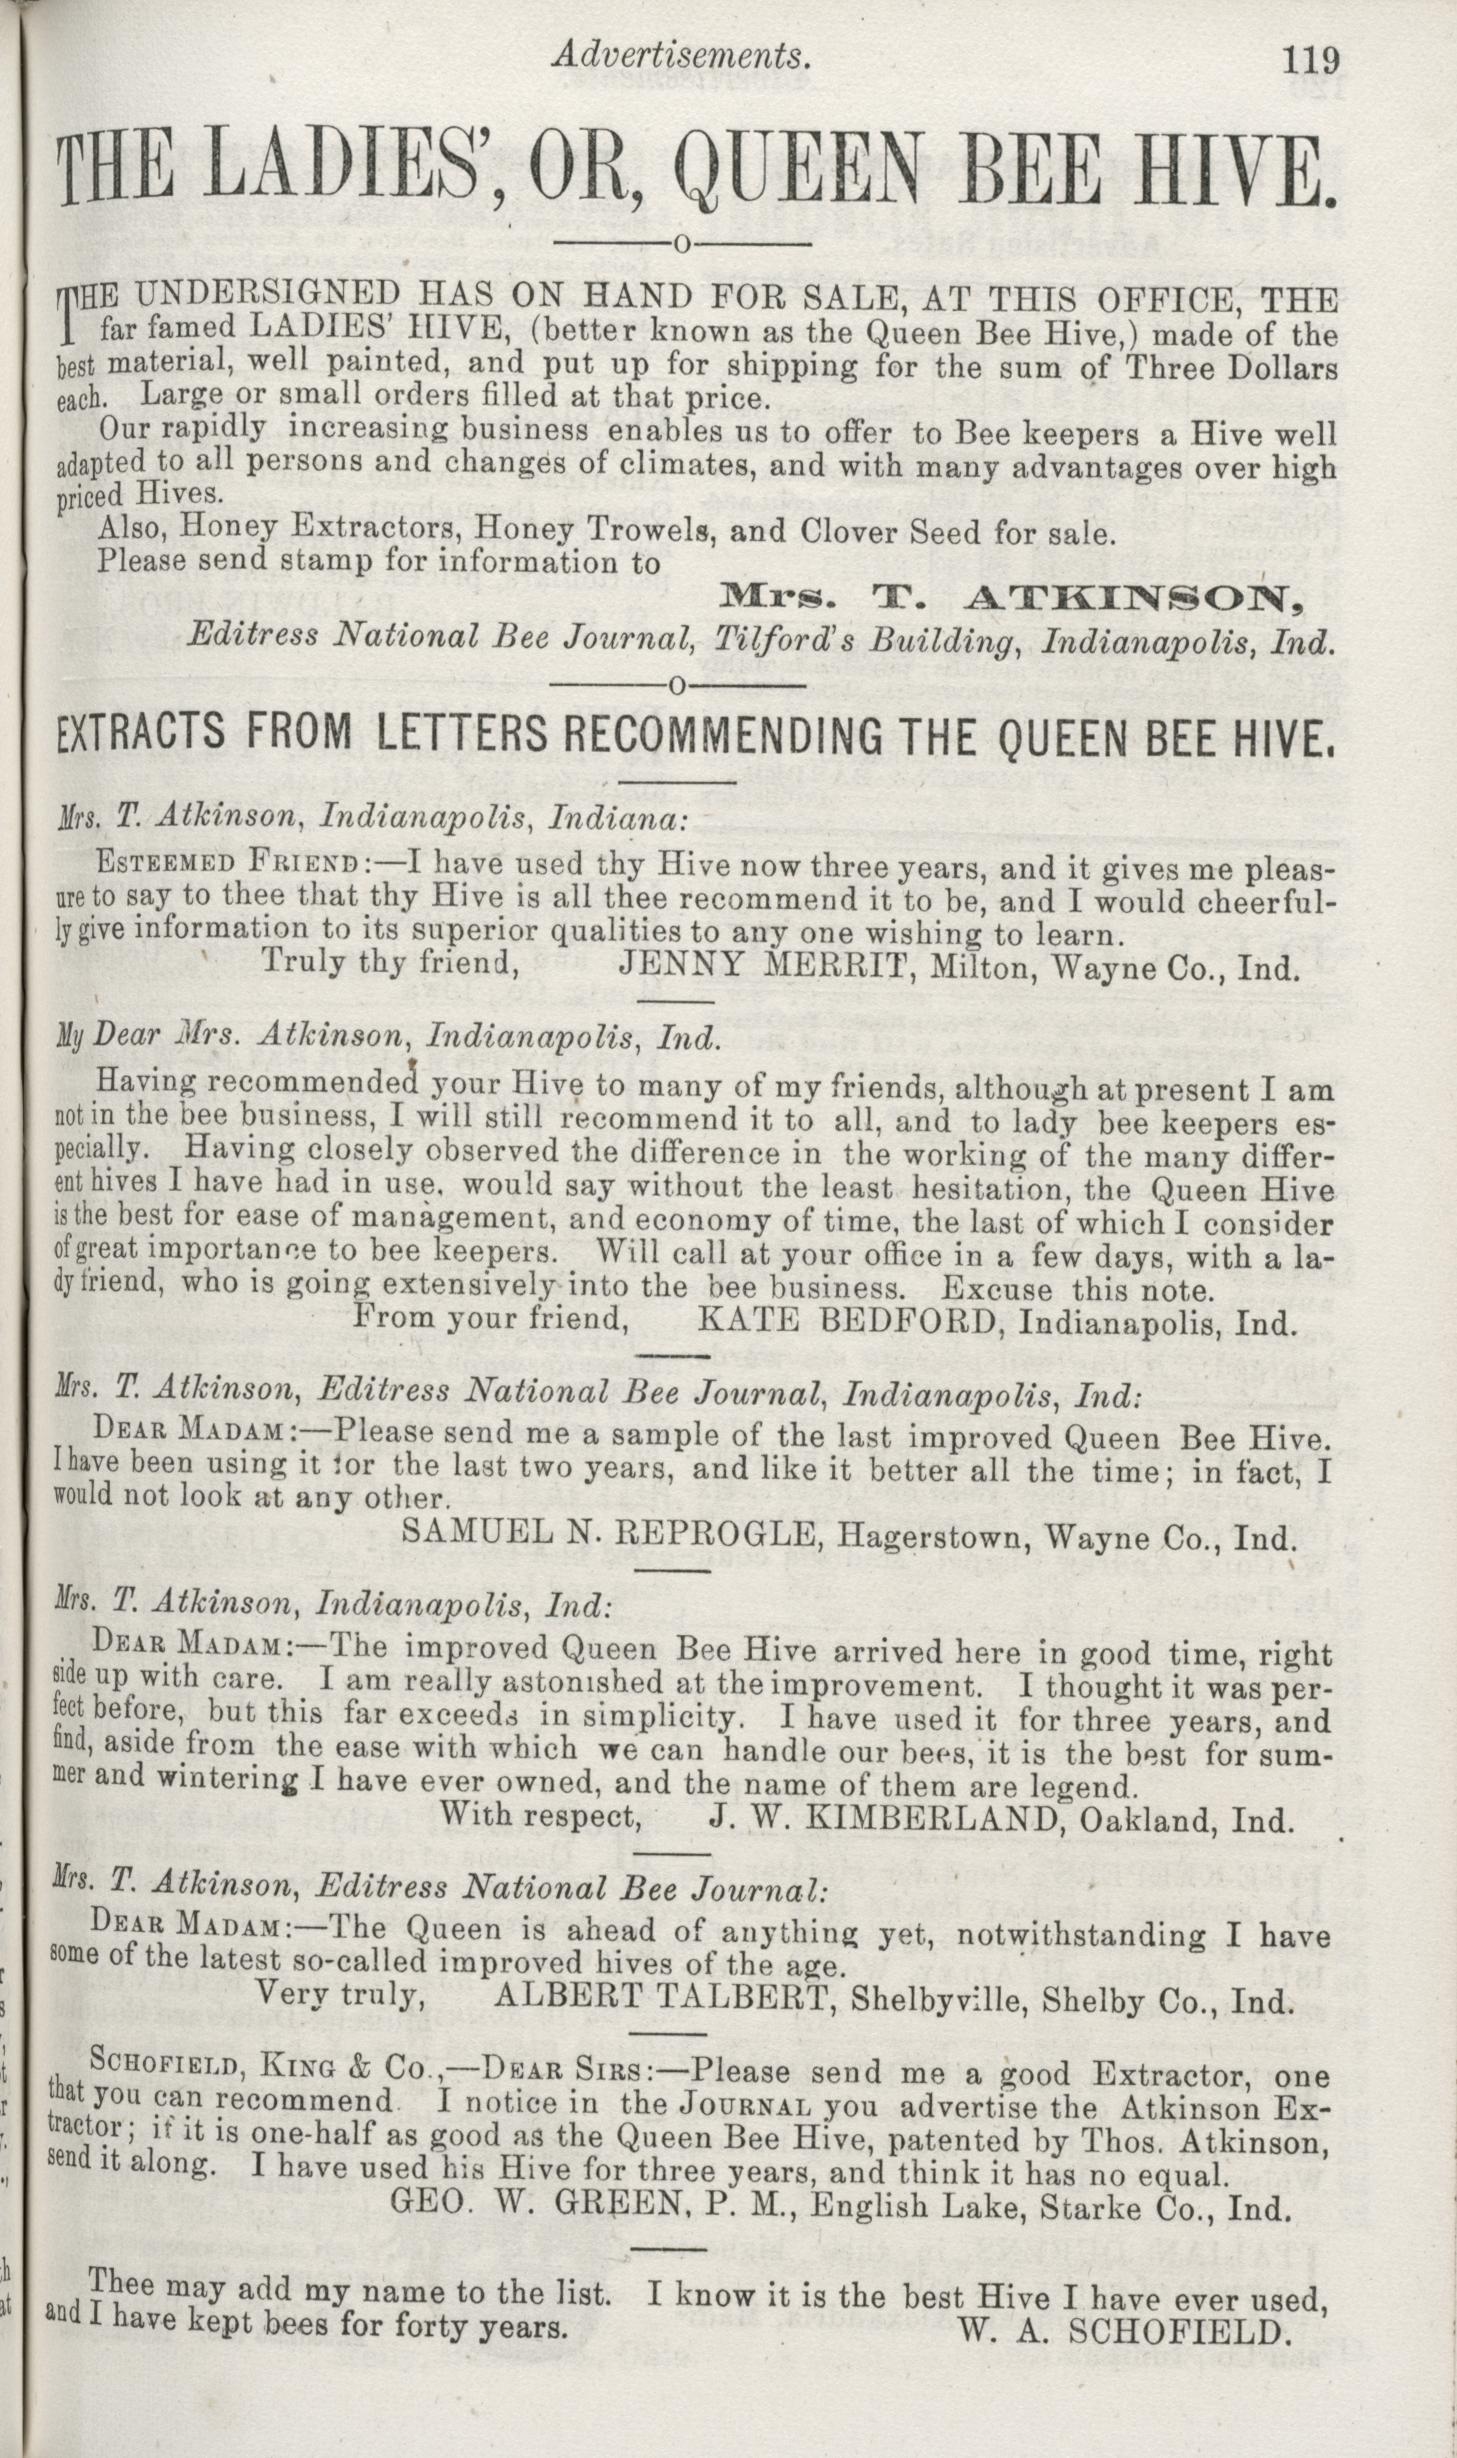 Advertisements.
119
THE LADIES', OR, QUEEN BEE HIVE.
THE UNDERSIGNED HAS ON HAND FOR SALE, AT THIS OFFICE, THE
far famed LADIES' HIVE, (better known as the Queen Bee Hive,) made of the
best material, well painted, and put up for shipping for the sum of Three Dollars
each. Large or small orders filled at that price.
Our rapidly increasing business enables us to offer to Bee keepers a Hive well
adapted to all persons and changes of climates, and with many advantages over high
priced Hives.
Also, Honey Extractors, Honey Trowels, and Clover Seed for sale.
Please send stamp for information to
Mrs. T. ATKINSON,
Editress National Bee Journal, Tilford's Building, Indianapolis, Ind.
EXTRACTS FROM LETTERS RECOMMENDING THE QUEEN BEE HIVE.
Mrs. T. Atkinson, Indianapolis, Indiana:
ESTEEMED FRIEND:—I have used thy Hive now three years, and it gives me pleas-
ure to say to thee that thy Hive is all thee recommend it to be, and I would cheerful-
ly give information to its superior qualities to any one wishing to learn.
Truly thy friend, JENNY MERRIT, Milton, Wayne Co., Ind.
My Dear Mrs. Atkinson, Indianapolis, Ind.
Having recommended your Hive to many of my friends, although at present I am
not in the bee business, I will still recommend it to all, and to lady bee keepers es-
pecially. Having closely observed the difference in the working of the many differ-
ent hives I have had in use, would say without the least hesitation, the Queen Hive
is the best for ease of management, and economy of time, the last of which I consider
of great importance to bee keepers. Will call at your office in a few days, with a la-
dy friend, who is going extensively into the bee business. Excuse this note.
From your friend, KATE BEDFORD, Indianapolis, Ind.
Mrs. T. Atkinson, Editress National Bee Journal, Indianapolis, Ind:
DEAR MADAM:—Please send me a sample of the last improved Queen Bee Hive.
I have been using it for the last two years, and like it better all the time; in fact, I
would not look at any other.
SAMUEL N. REPROGLE, Hagerstown, Wayne Co., Ind.
Mrs. T. Atkinson, Indianapolis, Ind:
DEAR MADAM:—The improved Queen Bee Hive arrived here in good time, right
side up with care. I am really astonished at the improvement. I thought it was per-
fect before, but this far exceeds in simplicity. I have used it for three years, and
find, aside from the ease with which we can handle our bees, it is the best for sum-
mer and wintering I have ever owned, and the name of them are legend.
With respect, J. W. KIMBERLAND, Oakland, Ind.
Mrs. T. Atkinson, Editress National Bee Journal:
DEAR MADAM:—The Queen is ahead of anything yet, notwithstanding I have
some of the latest so-called improved hives of the age.
Very truly, ALBERT TALBERT, Shelbyville, Shelby Co., Ind.
SCHOFIELD, KING & Co.,—DEAR SIRS:—Please send me a good Extractor, one
that you can recommend. I notice in the JOURNAL you advertise the Atkinson Ex-
tractor; if it is one-half as good as the Queen Bee Hive, patented by Thos. Atkinson,
send it along. I have used his Hive for three years, and think it has no equal.
GEO. W. GREEN, P. M., English Lake, Starke Co., Ind.
Thee may add my name to the list. I know it is the best Hive I have ever used,
and I have kept bees for forty years.
W. A. SCHOFIELD.